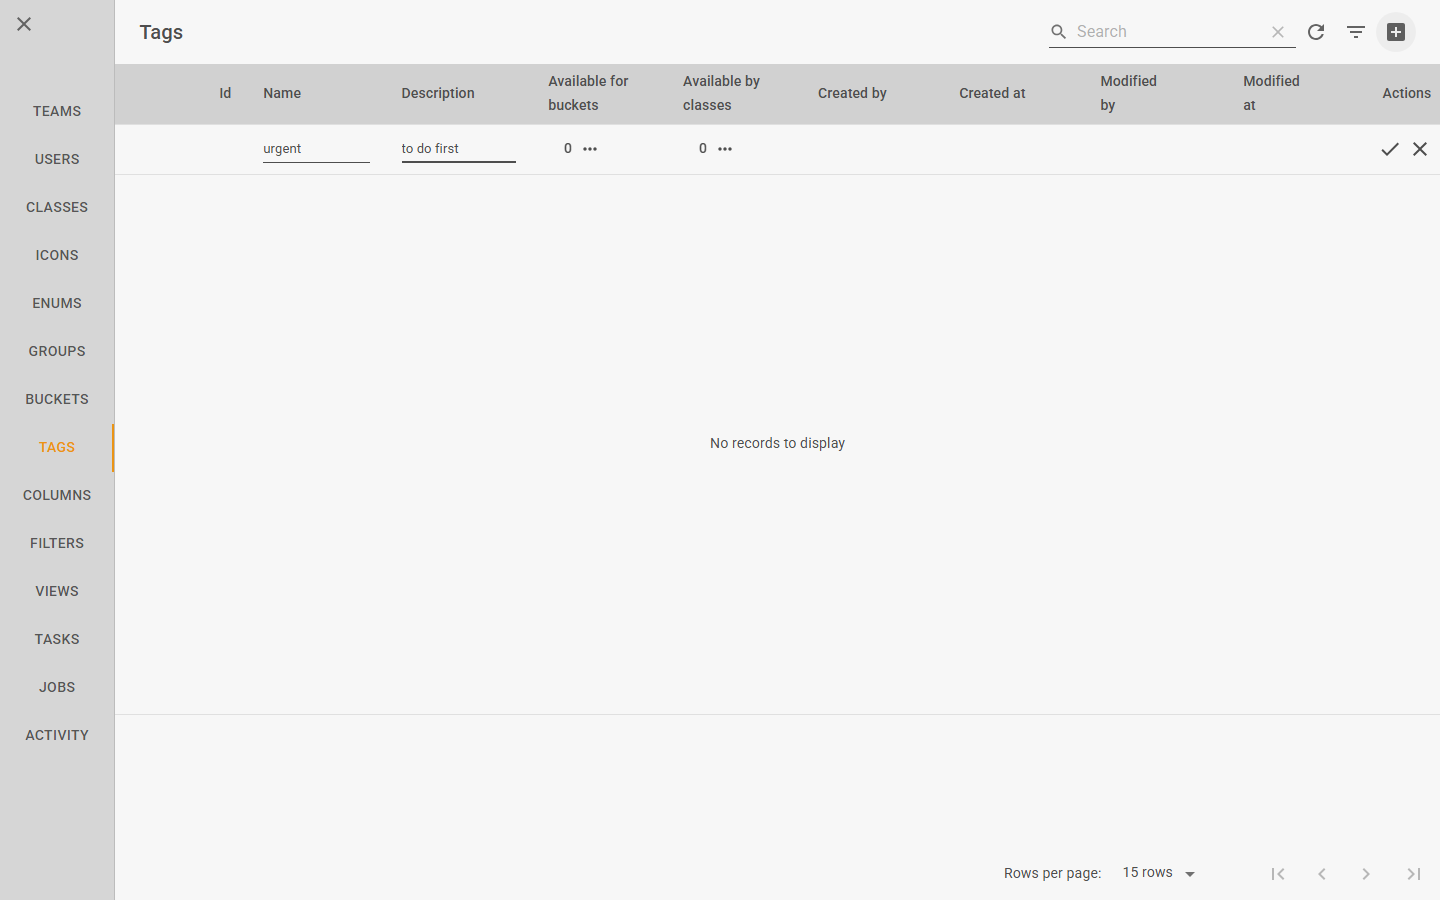 Tags
Search
TEAMS
USERS
CLASSES
ICONS
ENUMS
GROUPS
BUCKETS
TAGS
COLUMNS
FILTERS
VIEWS
TASKS
JOBS
ACTIVITY
Id
Name
Description
Available for
buckets
Available by
classes
Created by
Created at
Modified
by
Modified
at
Actions
urgent
to do first
0
0
No records to display
Rows per page:
15 rows